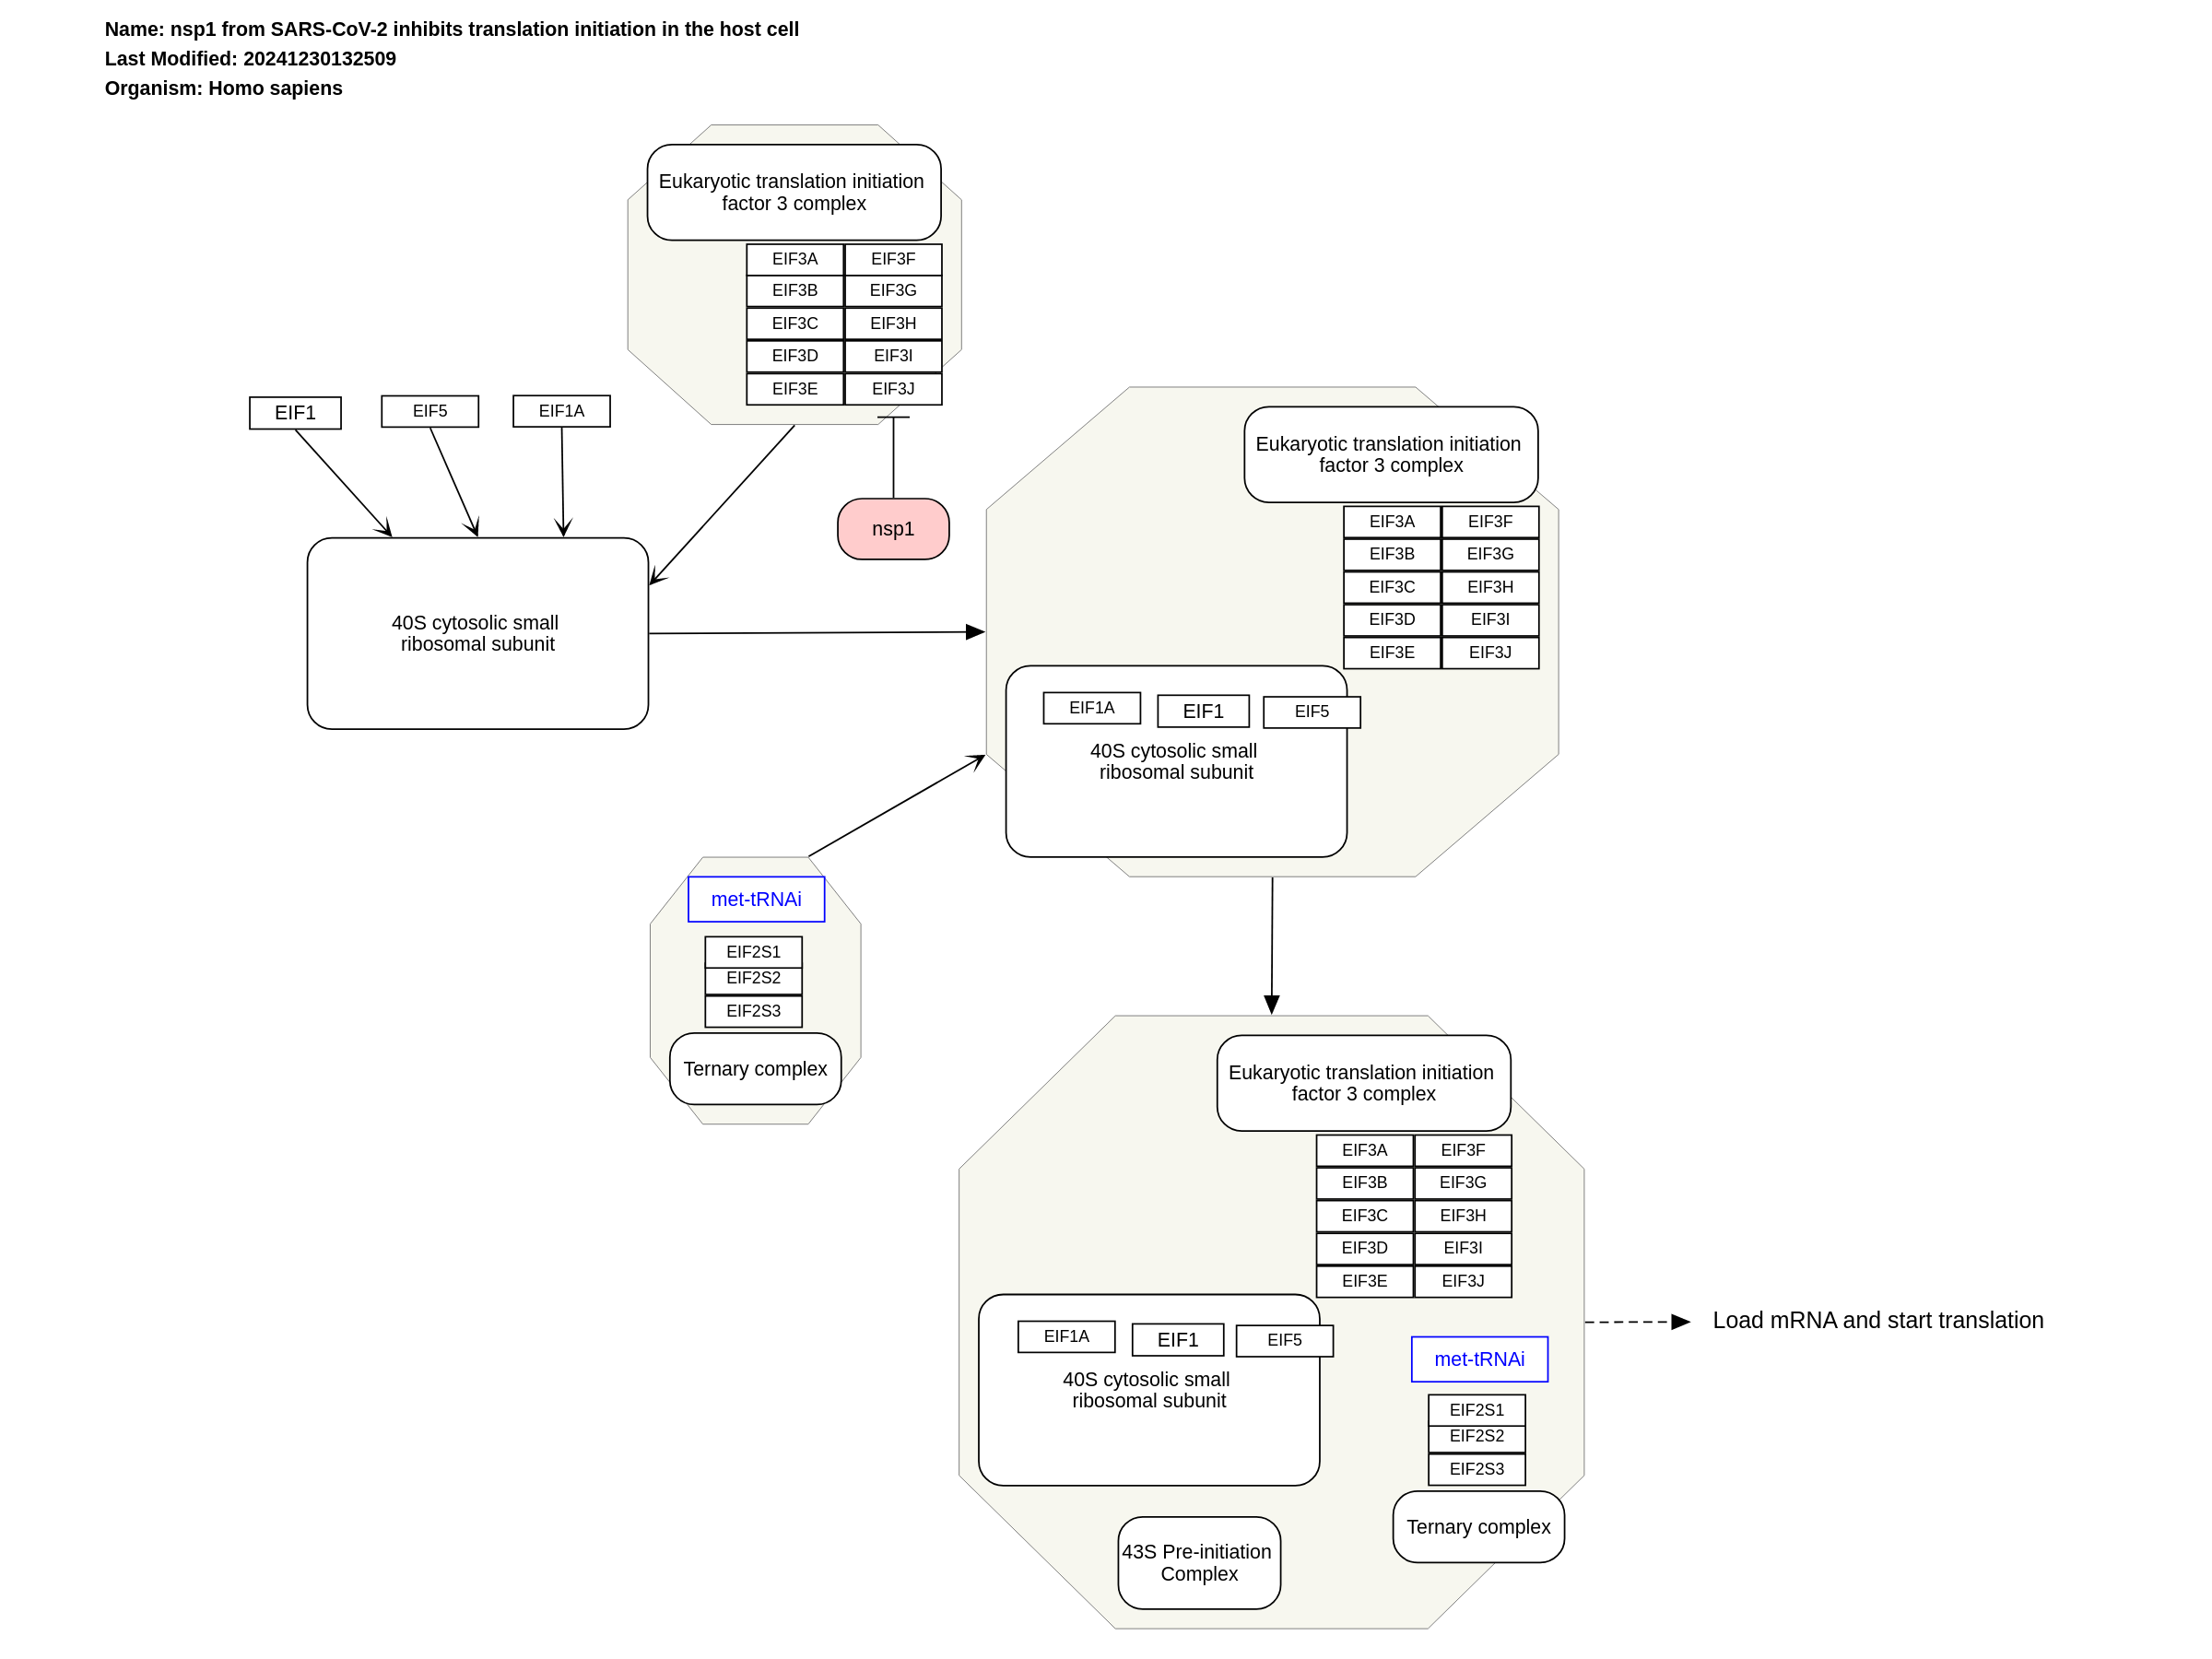 Name: nsp1 from SARS-CoV-2 inhibits translation initiation in the host cell
Last Modified: 20241230132509
Organism: Homo sapiens
Eukaryotic translation initiation
factor 3 complex
EIF3A EIF3F
EIF3B EIF3G
EIF3C EIF3H
EIF3D EIF3I
EIF3E EIF3J
EIF1 EIF5 EIF1A
nsp1
40S cytosolic small
ribosomal subunit
Eukaryotic translation initiation
factor 3 complex
EIF3A EIF3F
EIF3B EIF3G
EIF3C EIF3H
EIF3D EIF3I
EIF3E EIF3J
EIF1A EIF1 EIF5
40S cytosolic small
ribosomal subunit
met-tRNAi
EIF2S1
EIF2S2
EIF2S3
Ternary complex
Eukaryotic translation initiation
factor 3 complex
EIF3A EIF3F
EIF3B EIF3G
EIF3C EIF3H
EIF3D EIF3I
EIF3E EIF3J
EIF1A EIF1 EIF5
40S cytosolic small
ribosomal subunit
met-tRNAi
EIF2S1
EIF2S2
EIF2S3
Ternary complex
43S Pre-initiation
Complex
Load mRNA and start translation